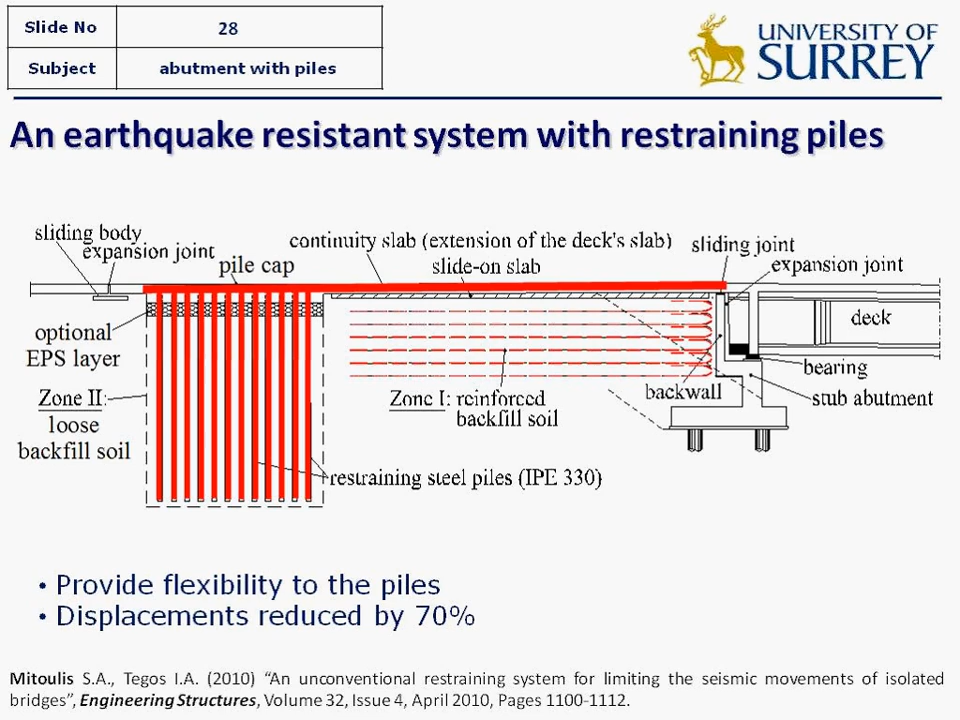 Slide No 28
Subject abutment with piles
UNIVERSITY OF
SURREY
An earthquake resistant system with restraining piles
sliding body
expansion joint
pile cap
continuity slab (extension of the deck's slab)
slide-on slab
sliding joint
expansion joint
optional
EPS layer
deck
bearing
Zone II:
loose
backfill soil
Zone I: reinforced
backfill soil
backwall
stub abutment
restraining steel piles (IPE 330)
• Provide flexibility to the piles
• Displacements reduced by 70%
Mitoulis S.A., Tegos I.A. (2010) “An unconventional restraining system for limiting the seismic movements of isolated
bridges”, Engineering Structures, Volume 32, Issue 4, April 2010, Pages 1100-1112.